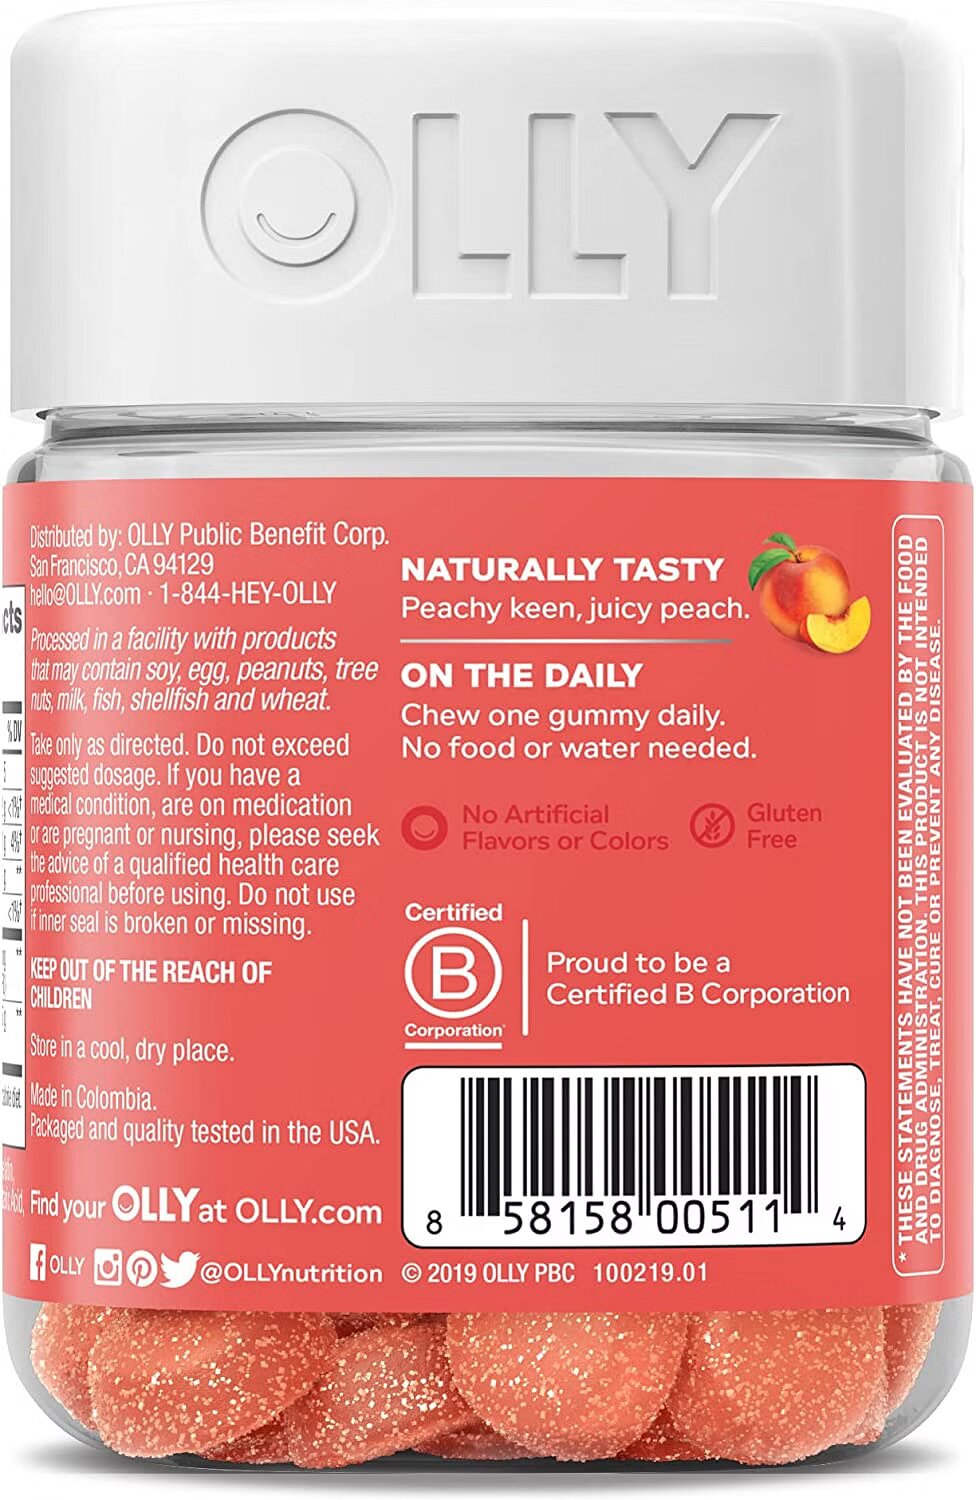 OLLY
Distributed by: OLLY Public Benefit Corp.
San Francisco, CA 94129
hello@OLLY.com · 1-844-HEY-OLLY
Processed in a facility with products
that may contain soy, egg, peanuts, tree
nuts, milk, fish, shellfish and wheat.
Take only as directed. Do not exceed
suggested dosage. If you have a
medical condition, are on medication
or are pregnant or nursing, please seek
the advice of a qualified health care
professional before using. Do not use
if inner seal is broken or missing.
KEEP OUT OF THE REACH OF
CHILDREN
Store in a cool, dry place.
Made in Colombia.
Packaged and quality tested in the USA.
Find your OLLY at OLLY.com
OLLY
@OLLYnutrition
cts
% DV
<1%†
4%†
**
<1%†
**
**
NATURALLY TASTY
Peachy keen, juicy peach.
ON THE DAILY
Chew one gummy daily.
No food or water needed.
No Artificial
Flavors or Colors
Gluten
Free
Certified
B
Corporation
Proud to be a
Certified B Corporation
8 58158 00511 4
© 2019 OLLY PBC 100219.01
* THESE STATEMENTS HAVE NOT BEEN EVALUATED BY THE FOOD
AND DRUG ADMINISTRATION. THIS PRODUCT IS NOT INTENDED
TO DIAGNOSE, TREAT, CURE OR PREVENT ANY DISEASE.